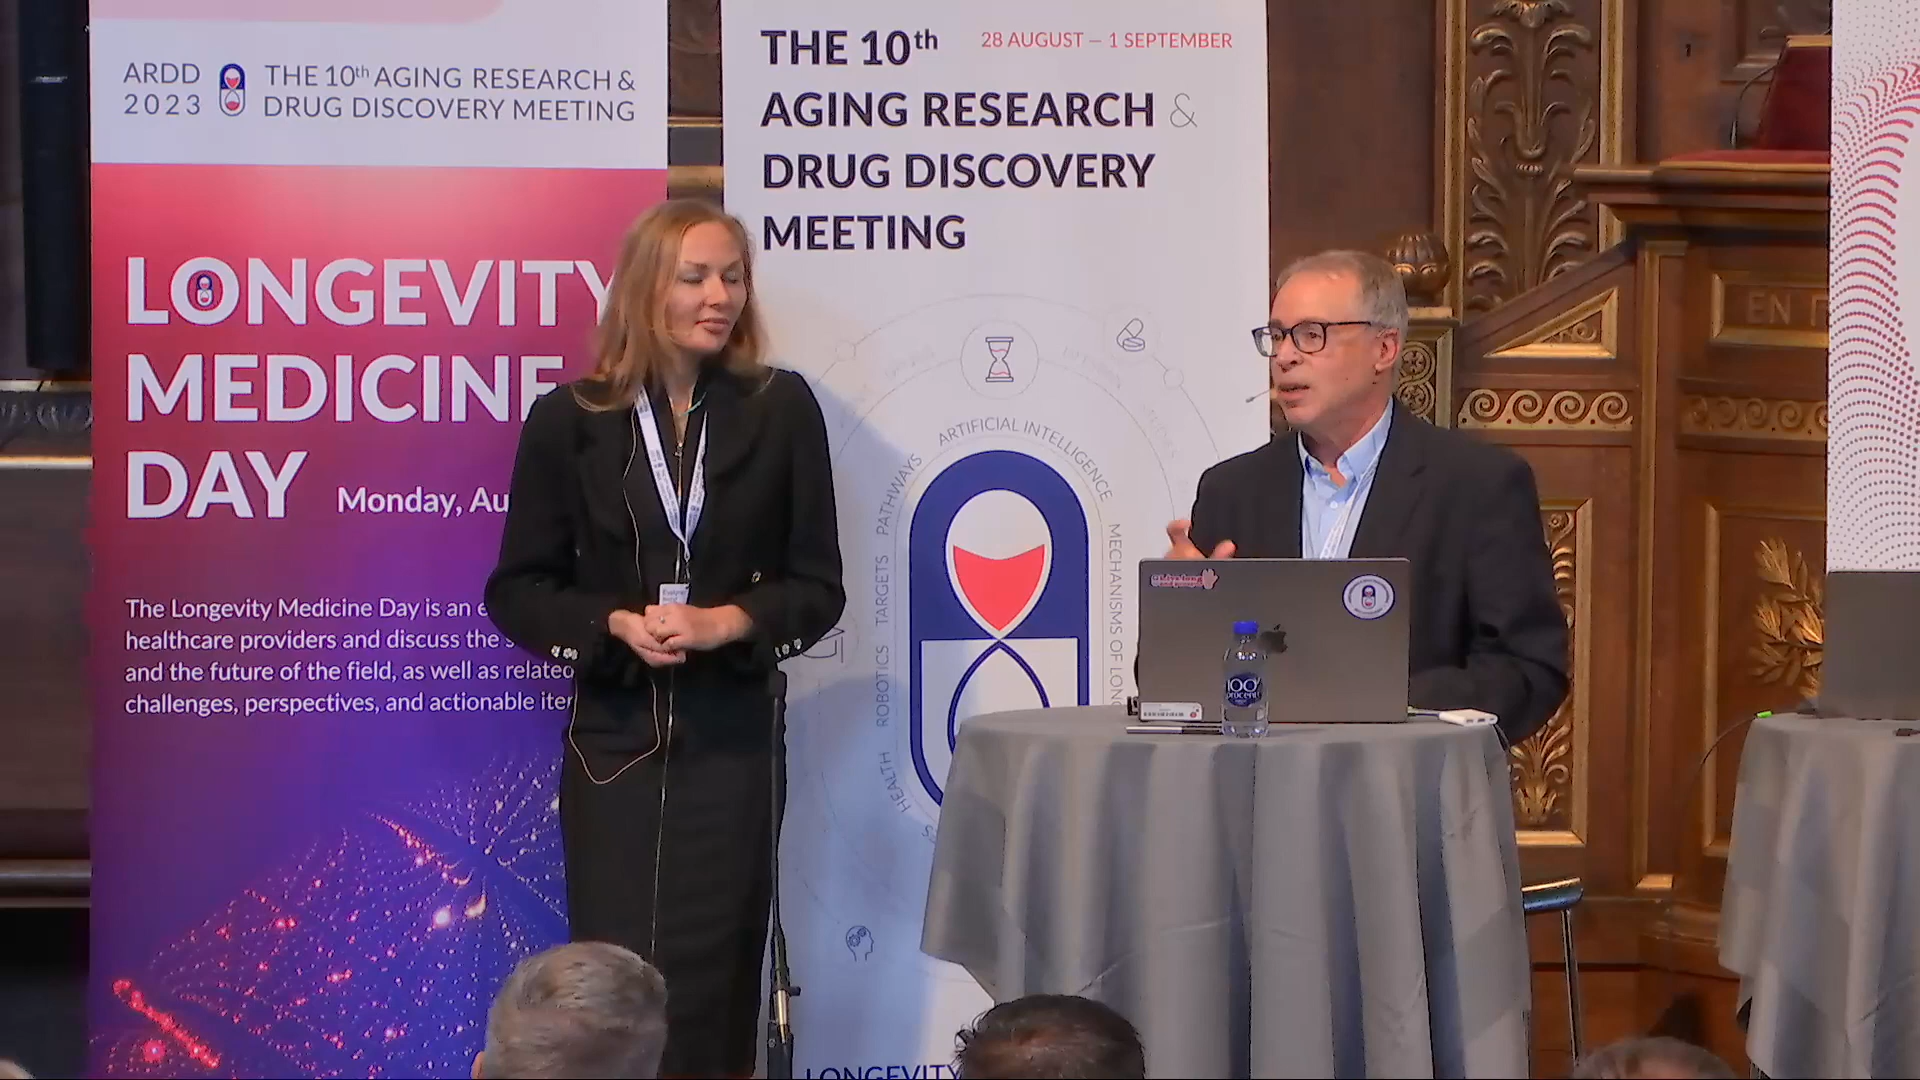 ARDD
2023
THE 10th AGING RESEARCH &
DRUG DISCOVERY MEETING
LONGEVITY
MEDICINE
DAY
Monday, Au
The Longevity Medicine Day is an e
healthcare providers and discuss the s
and the future of the field, as well as related
challenges, perspectives, and actionable iter
THE 10th
28 AUGUST – 1 SEPTEMBER
AGING RESEARCH &
DRUG DISCOVERY
MEETING
ARTIFICIAL INTELLIGENCE
MECHANISMS OF LONG
HEALTH ROBOTICS TARGETS PATHWAYS
LONGEVITY
100
procent
EN